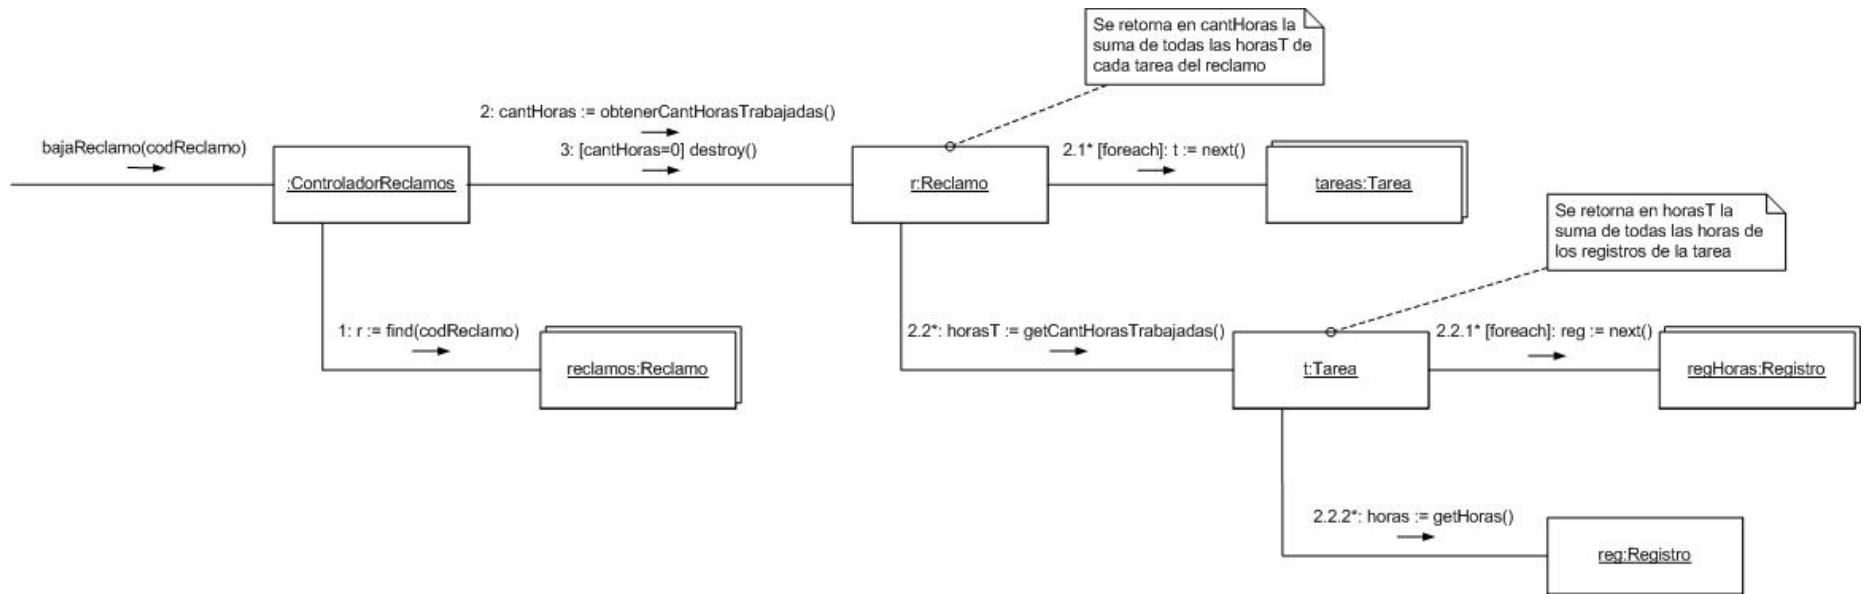 Se retorna en cantHoras la
suma de todas las horasT de
cada tarea del reclamo
2: cantHoras := obtenerCantHorasTrabajadas()
bajaReclamo(codReclamo)
3: [cantHoras=0] destroy()
2.1* [foreach]: t := next()
:ControladorReclamos
r:Reclamo
tareas:Tarea
Se retorna en horasT la
suma de todas las horas de
los registros de la tarea
1: r := find(codReclamo)
2.2*: horasT := getCantHorasTrabajadas()
2.2.1* [foreach]: reg := next()
reclamos:Reclamo
t:Tarea
regHoras:Registro
2.2.2*: horas := getHoras()
reg:Registro